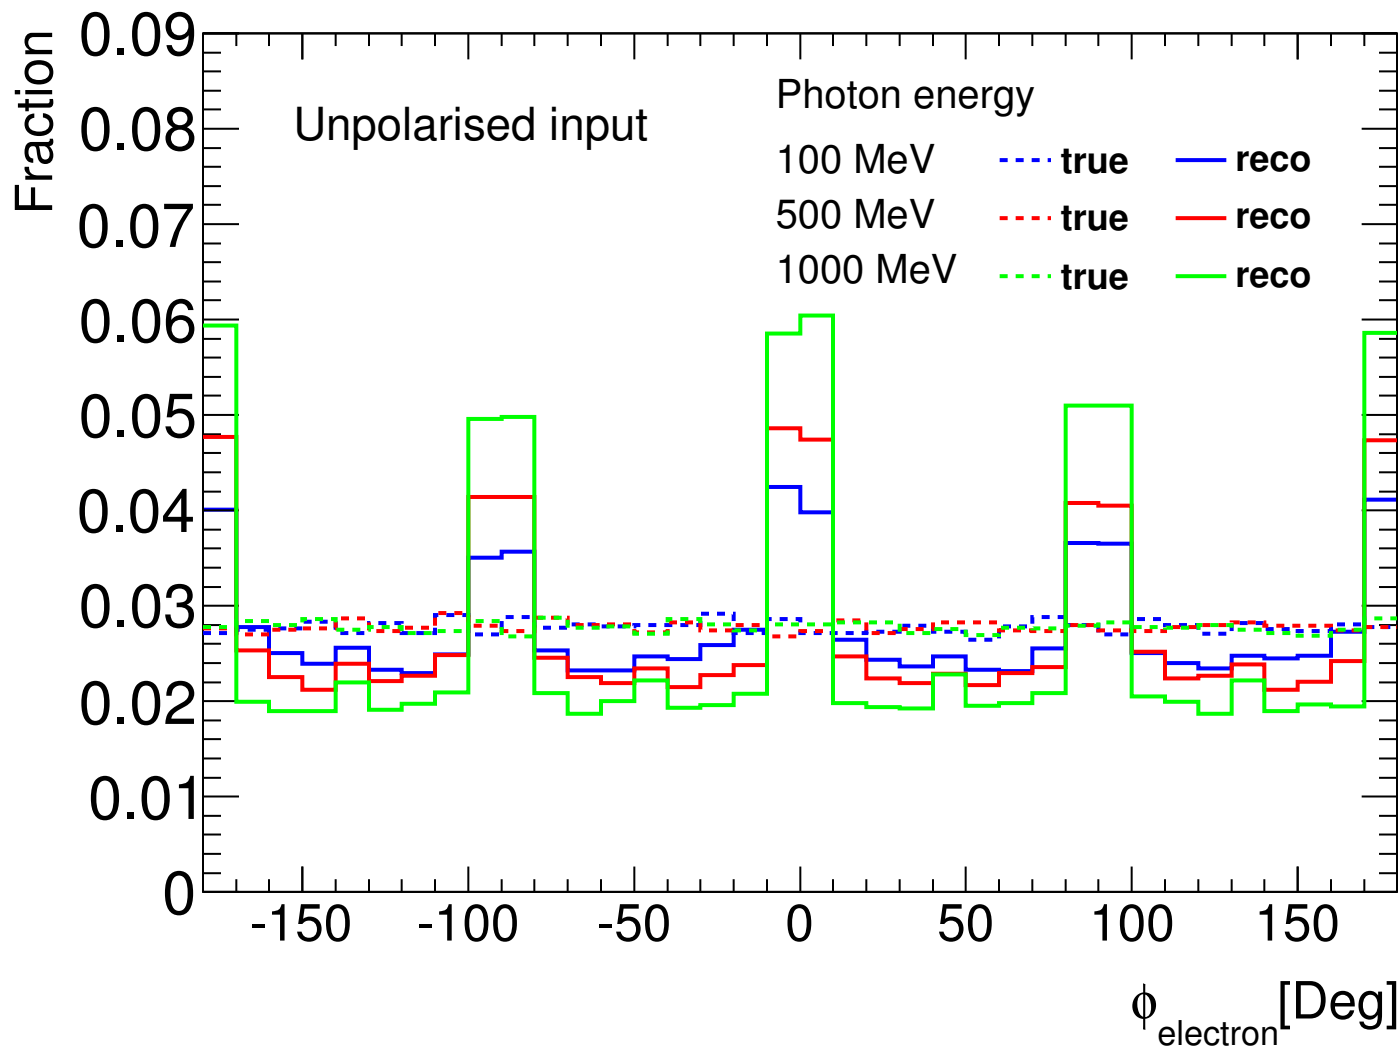 Fraction
0.09
0.08
0.07
0.06
0.05
0.04
0.03
0.02
0.01
0
Unpolarised input
Photon energy
100 MeV true reco
500 MeV true reco
1000 MeV true reco
-150 -100 -50 0 50 100 150
ϕelectron[Deg]